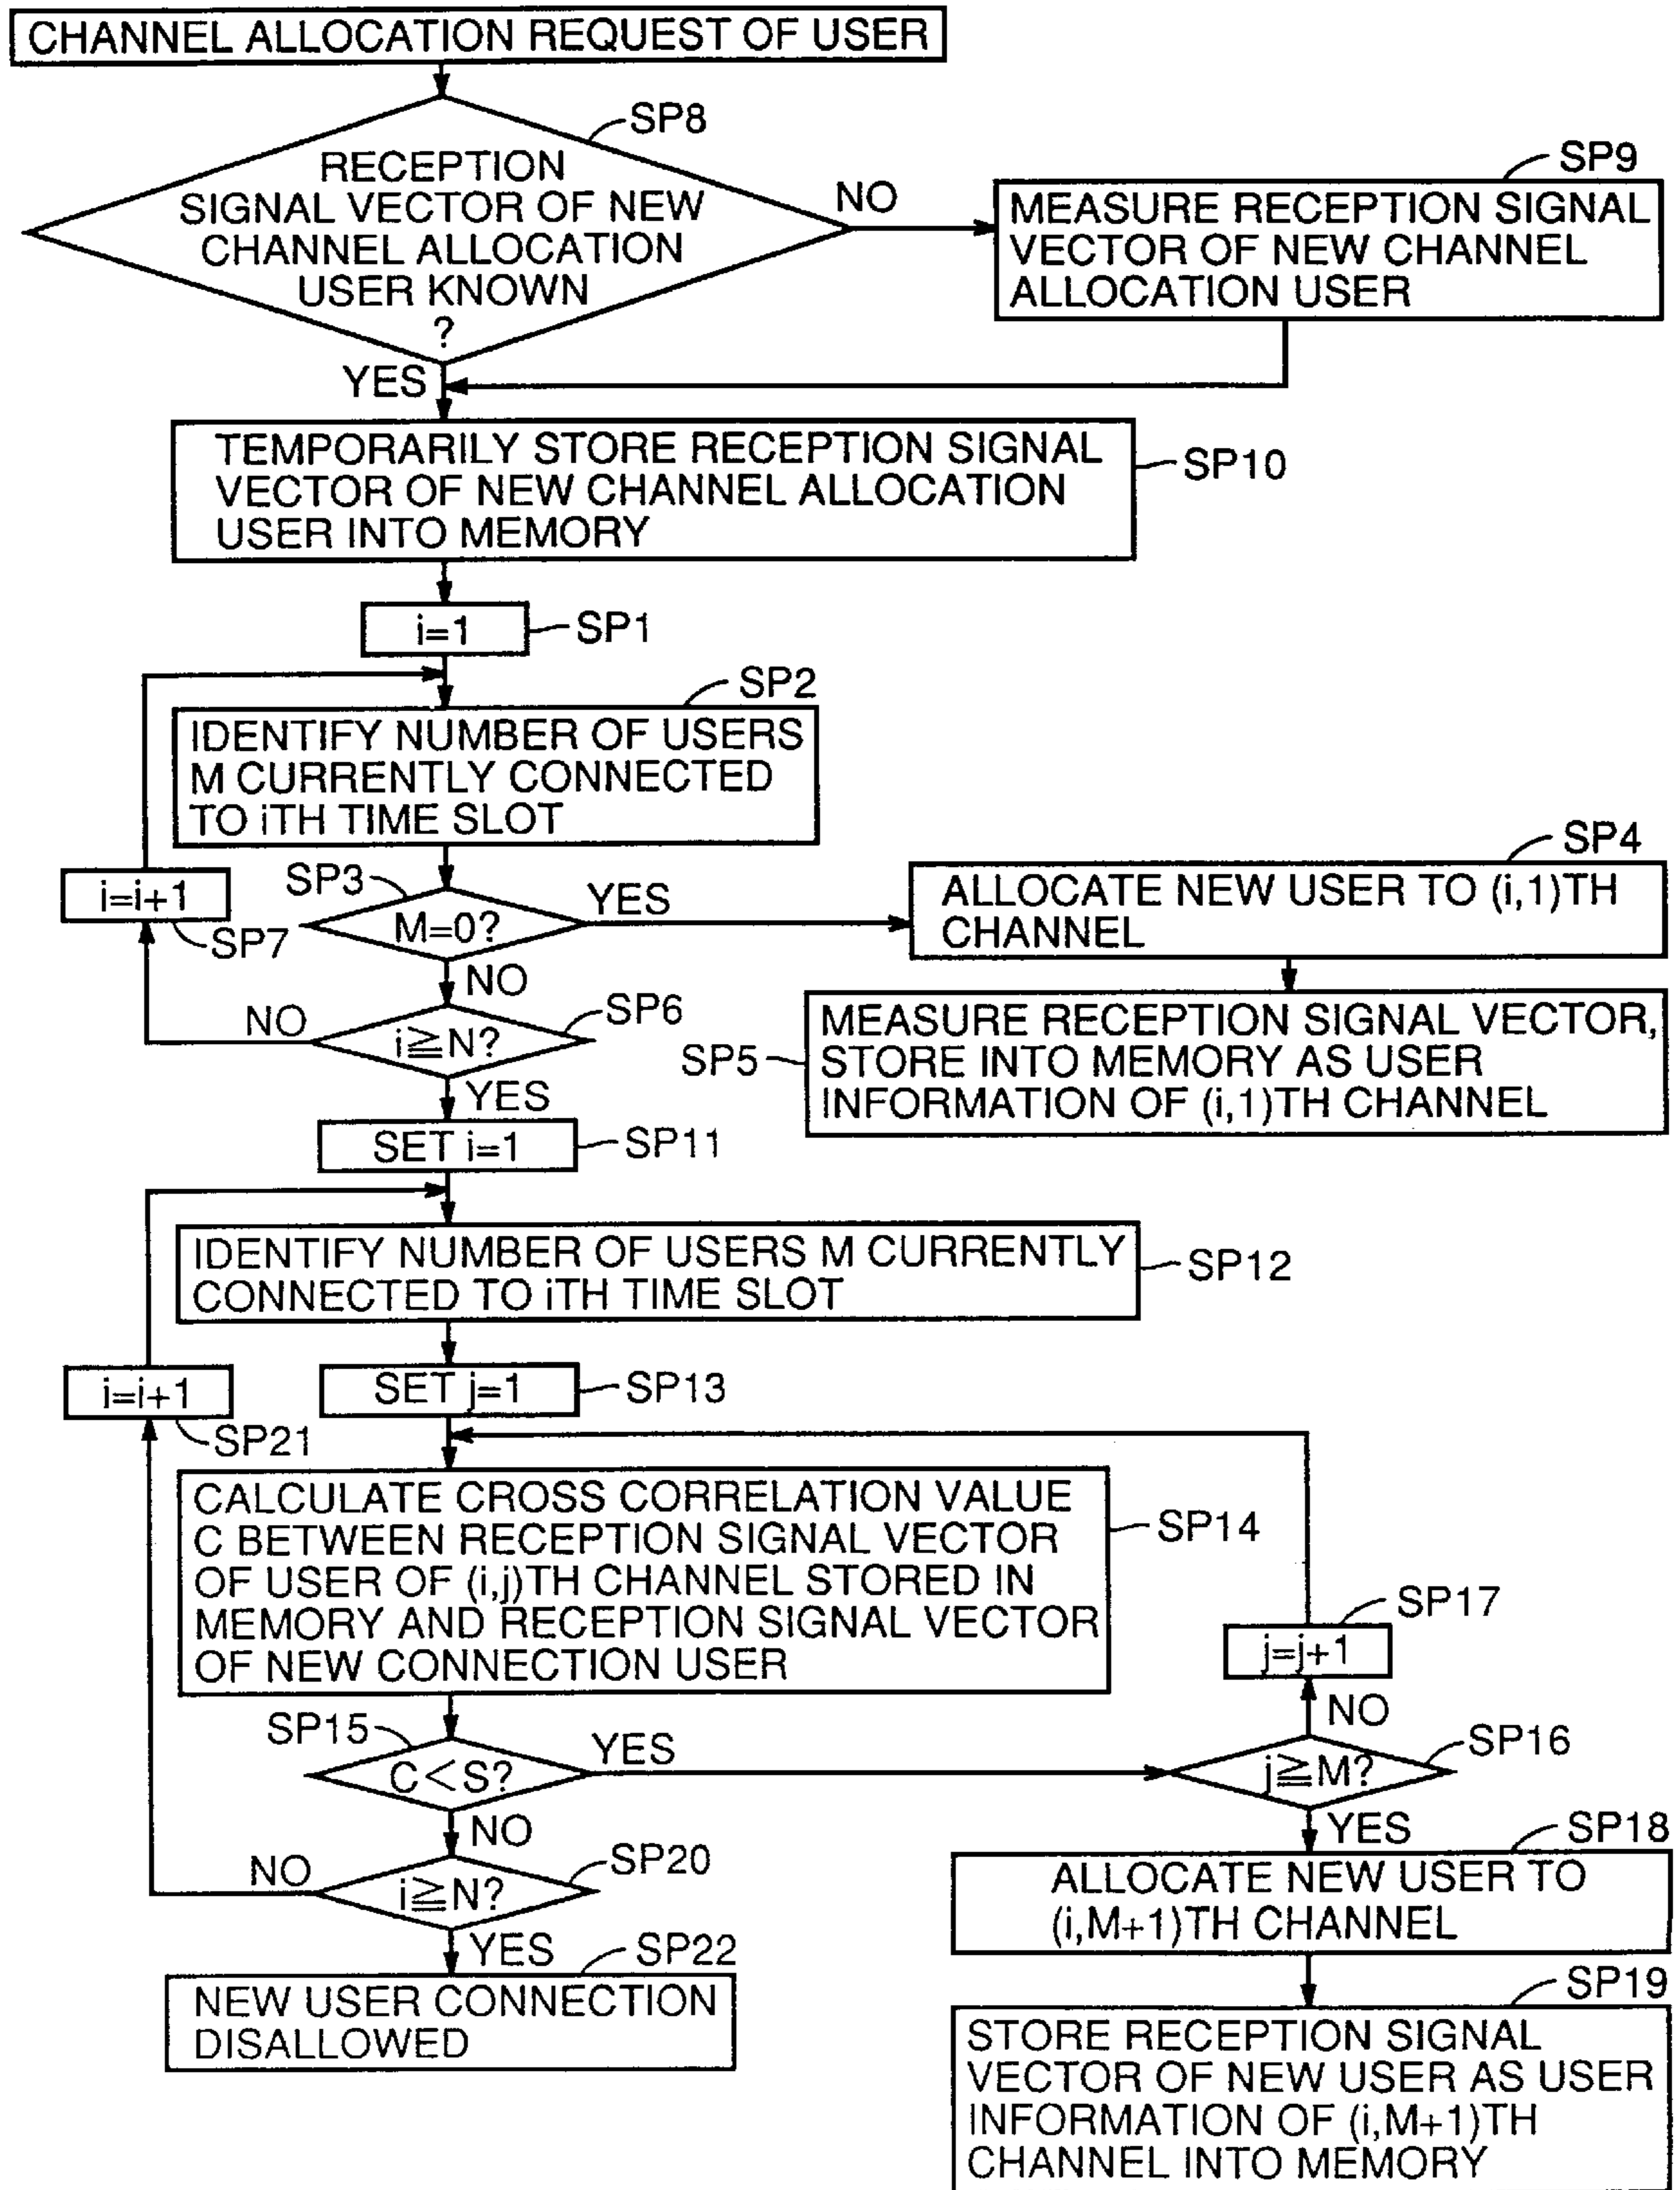 CHANNEL ALLOCATION REQUEST OF USER
SP8
RECEPTION
SIGNAL VECTOR OF NEW
CHANNEL ALLOCATION
USER KNOWN
?
NO
SP9
MEASURE RECEPTION SIGNAL
VECTOR OF NEW CHANNEL
ALLOCATION USER
YES
TEMPORARILY STORE RECEPTION SIGNAL
VECTOR OF NEW CHANNEL ALLOCATION
USER INTO MEMORY
SP10
i=1
SP1
SP2
IDENTIFY NUMBER OF USERS
M CURRENTLY CONNECTED
TO iTH TIME SLOT
i=i+1
SP7
SP3
M=0?
YES
SP4
ALLOCATE NEW USER TO (i,1)TH
CHANNEL
NO
SP5
MEASURE RECEPTION SIGNAL VECTOR,
STORE INTO MEMORY AS USER
INFORMATION OF (i,1)TH CHANNEL
NO
i≧N?
SP6
YES
SET i=1
SP11
IDENTIFY NUMBER OF USERS M CURRENTLY
CONNECTED TO iTH TIME SLOT
SP12
i=i+1
SP21
SET j=1
SP13
CALCULATE CROSS CORRELATION VALUE
C BETWEEN RECEPTION SIGNAL VECTOR
OF USER OF (i,j)TH CHANNEL STORED IN
MEMORY AND RECEPTION SIGNAL VECTOR
OF NEW CONNECTION USER
SP14
SP17
j=j+1
NO
SP15
C<S?
YES
j≧M?
SP16
NO
YES
NO
i≧N?
SP20
SP18
ALLOCATE NEW USER TO
(i,M+1)TH CHANNEL
YES
SP22
NEW USER CONNECTION
DISALLOWED
SP19
STORE RECEPTION SIGNAL
VECTOR OF NEW USER AS USER
INFORMATION OF (i,M+1)TH
CHANNEL INTO MEMORY